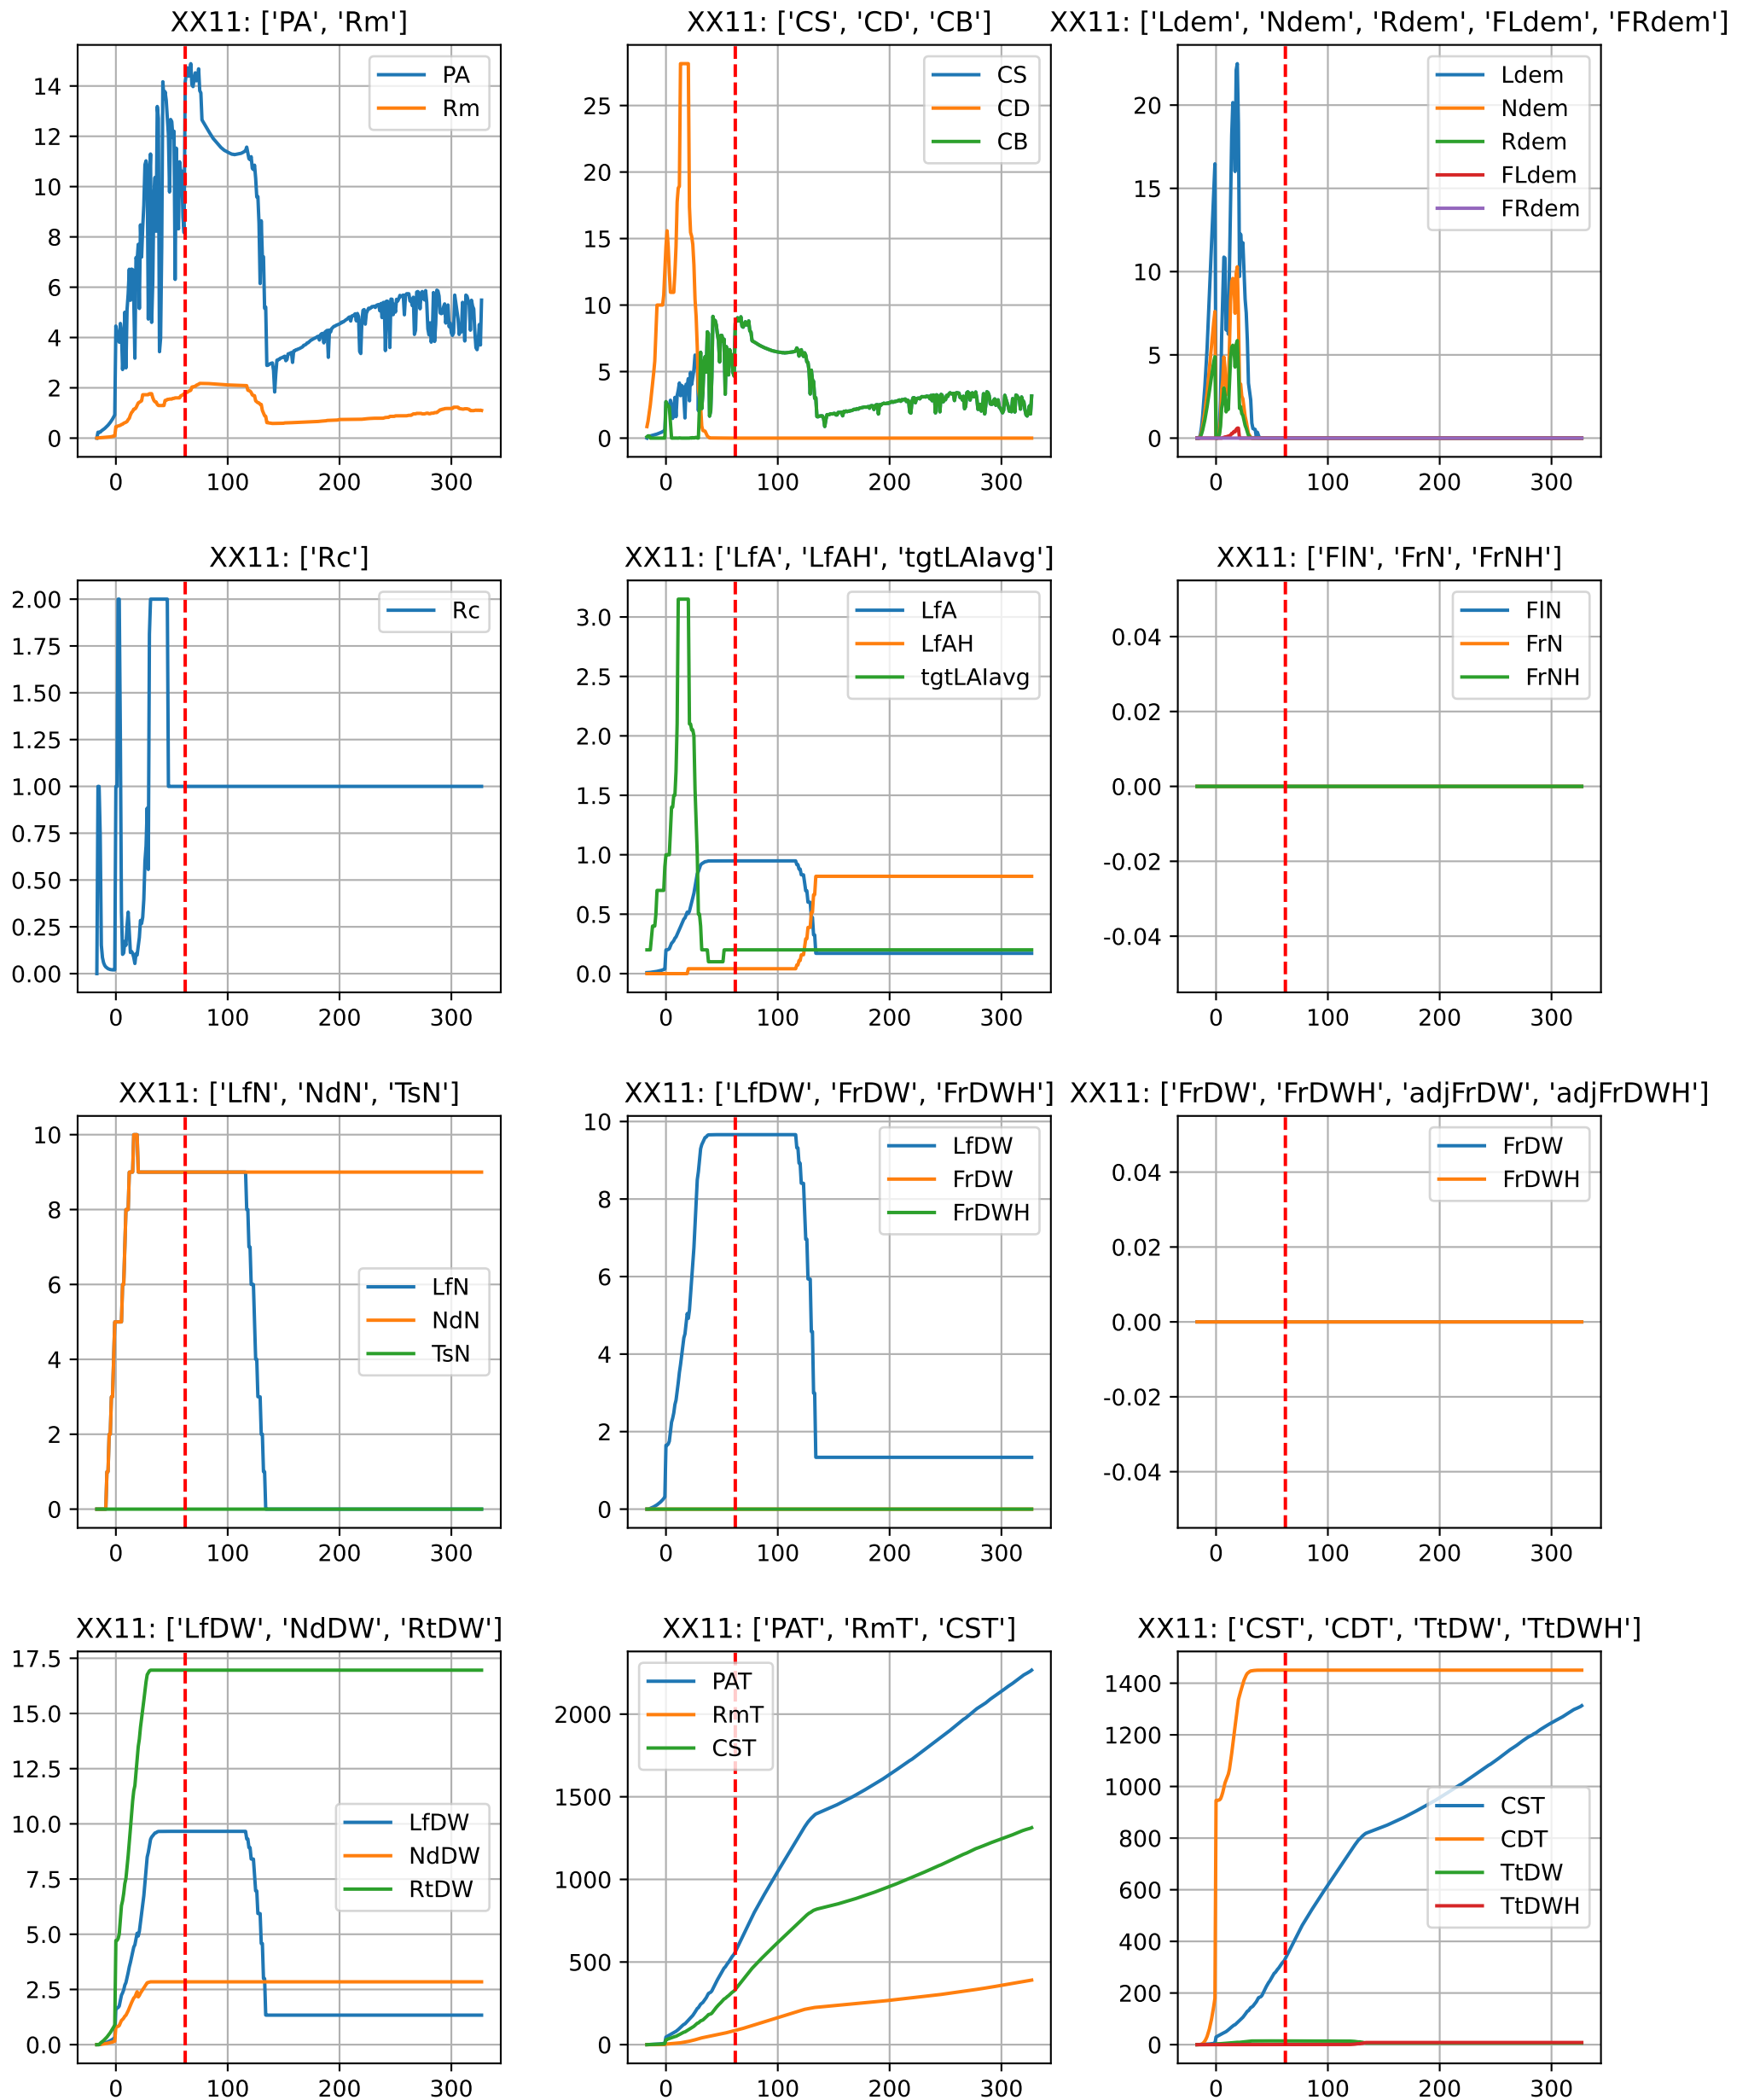 XX11: ['PA', 'Rm']
XX11: ['CS', 'CD', 'CB']
XX11: ['Ldem', 'Ndem', 'Rdem', 'FLdem', 'FRdem']
14
12
10
8
6
4
2
0
PA
Rm
0 100 200 300
25
20
15
10
5
0
CS
CD
CB
0 100 200 300
20
15
10
5
0
Ldem
Ndem
Rdem
FLdem
FRdem
0 100 200 300
XX11: ['Rc']
XX11: ['LfA', 'LfAH', 'tgtLAIavg']
XX11: ['FlN', 'FrN', 'FrNH']
2.00
1.75
1.50
1.25
1.00
0.75
0.50
0.25
0.00
Rc
0 100 200 300
3.0
2.5
2.0
1.5
1.0
0.5
0.0
LfA
LfAH
tgtLAIavg
0 100 200 300
0.04
0.02
0.00
-0.02
-0.04
FlN
FrN
FrNH
0 100 200 300
XX11: ['LfN', 'NdN', 'TsN']
XX11: ['LfDW', 'FrDW', 'FrDWH']
XX11: ['FrDW', 'FrDWH', 'adjFrDW', 'adjFrDWH']
10
8
6
4
2
0
LfN
NdN
TsN
0 100 200 300
10
8
6
4
2
0
LfDW
FrDW
FrDWH
0 100 200 300
0.04
0.02
0.00
-0.02
-0.04
FrDW
FrDWH
0 100 200 300
XX11: ['LfDW', 'NdDW', 'RtDW']
XX11: ['PAT', 'RmT', 'CST']
XX11: ['CST', 'CDT', 'TtDW', 'TtDWH']
17.5
15.0
12.5
10.0
7.5
5.0
2.5
0.0
LfDW
NdDW
RtDW
0 100 200 300
2000
1500
1000
500
0
PAT
RmT
CST
0 100 200 300
1400
1200
1000
800
600
400
200
0
CST
CDT
TtDW
TtDWH
0 100 200 300